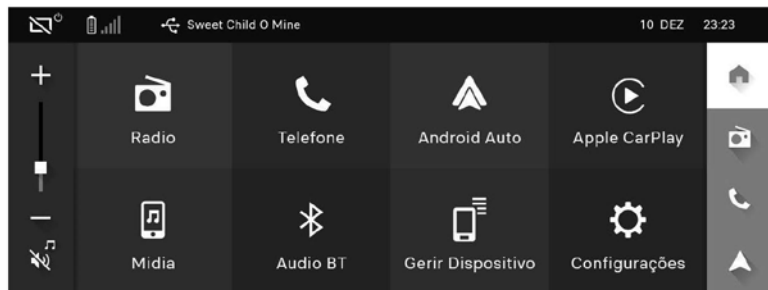 Sweet Child O Mine 10 DEZ 23:23
Radio Telefone Android Auto Apple CarPlay
Midia Audio BT Gerir Dispositivo Configurações